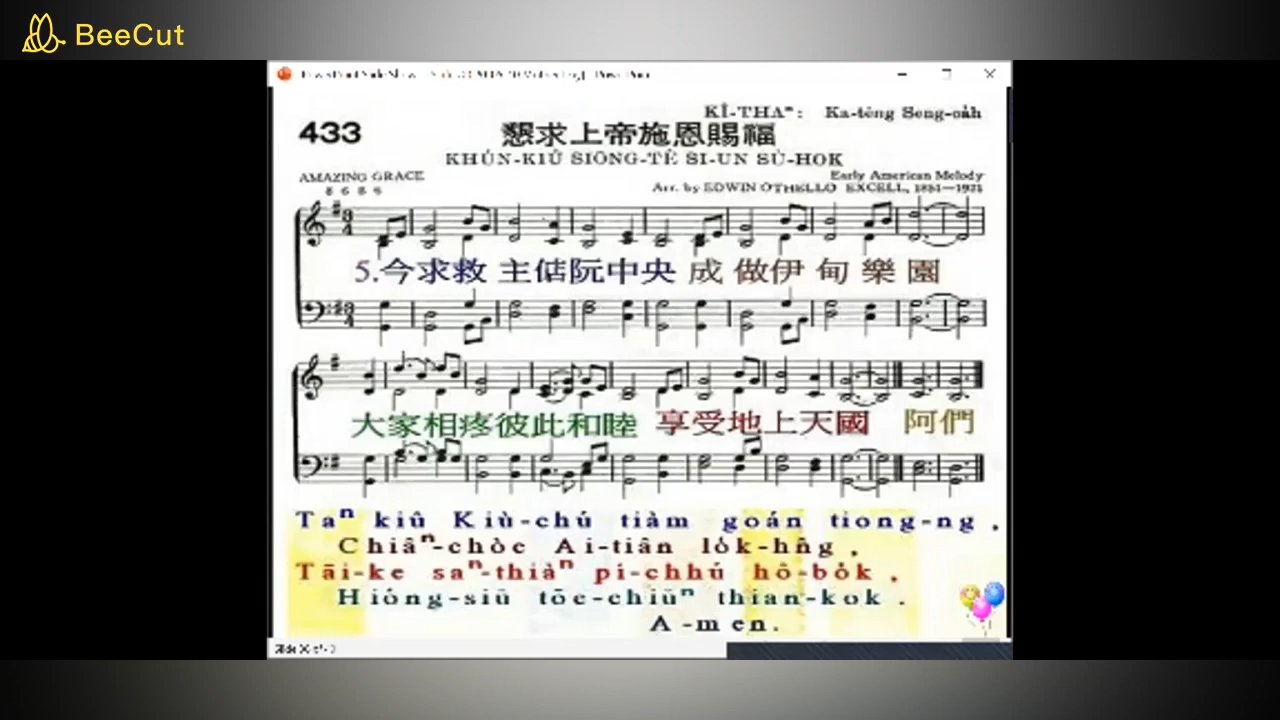 BeeCut
KÎ-THAⁿ: Ka-têng Seng-oa̍h
433
懇求上帝施恩賜福
KHÚN-KIÛ SIŌNG-TÈ SI-UN SÙ-HOK
AMAZING GRACE
Early American Melody
8 6 8 6
Arr. by EDWIN OTHELLO EXCELL, 1851—1921
5.今求救 主踮阮中央 成 做伊 甸 樂 園
大家相疼彼此和睦 享受地上天國 阿們
Taⁿ kiû Kiù-chú tiàm goán tiong-ng ,
Chiâⁿ-chòe Ai-tiân lo̍k-hn̂g ,
Tāi-ke saⁿ-thiàⁿ pí-chhú hô-bo̍k ,
Hióng-siū tōe-chiūⁿ thian-kok .
A -m en .